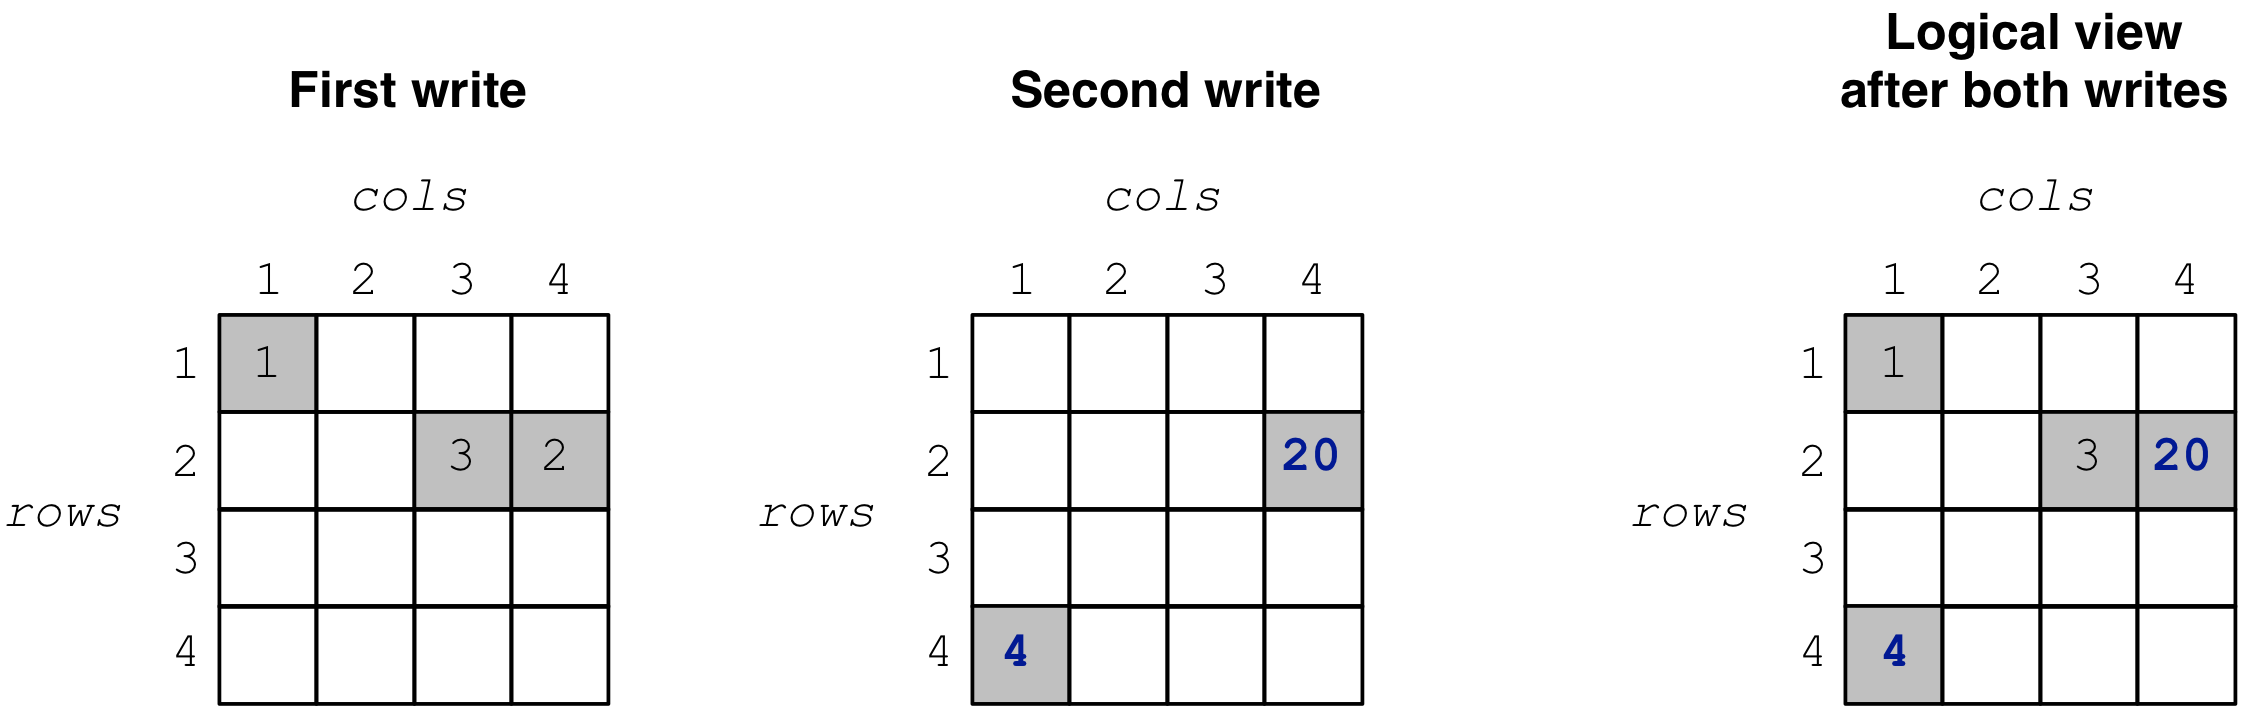 First write
Second write
Logical view
after both writes
cols
cols
cols
1 2 3 4
1 2 3 4
1 2 3 4
1 1
1
1 1
2 3 2
2 20
2 3 20
rows
rows
rows
3
3
3
4
4 4
4 4